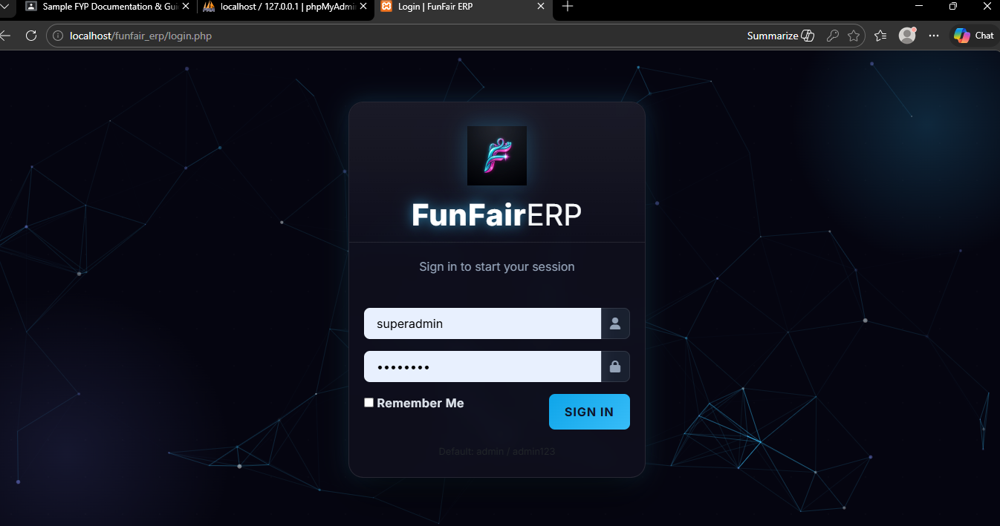 Sample FYP Documentation & Gui
localhost / 127.0.0.1 | phpMyAdmi
Login | FunFair ERP
localhost/funfair_erp/login.php
Summarize
Chat
FunFairERP
Sign in to start your session
superadmin
••••••••
Remember Me
SIGN IN
Default: admin / admin123